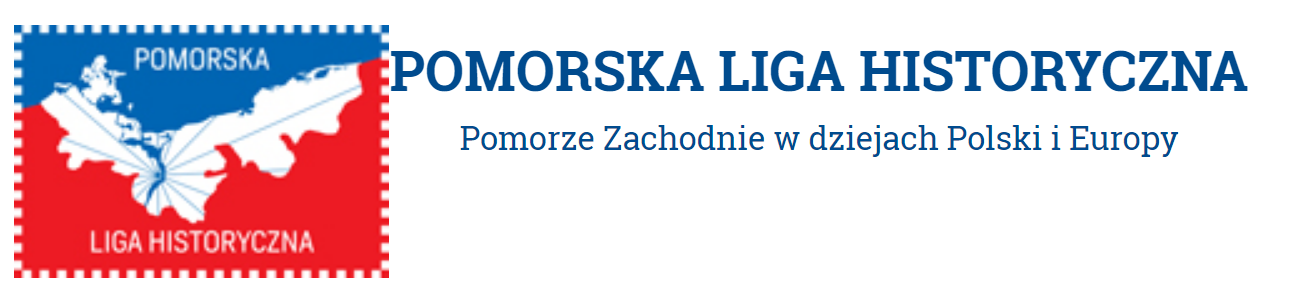 POMORSKA
LIGA HISTORYCZNA
POMORSKA LIGA HISTORYCZNA
Pomorze Zachodnie w dziejach Polski i Europy